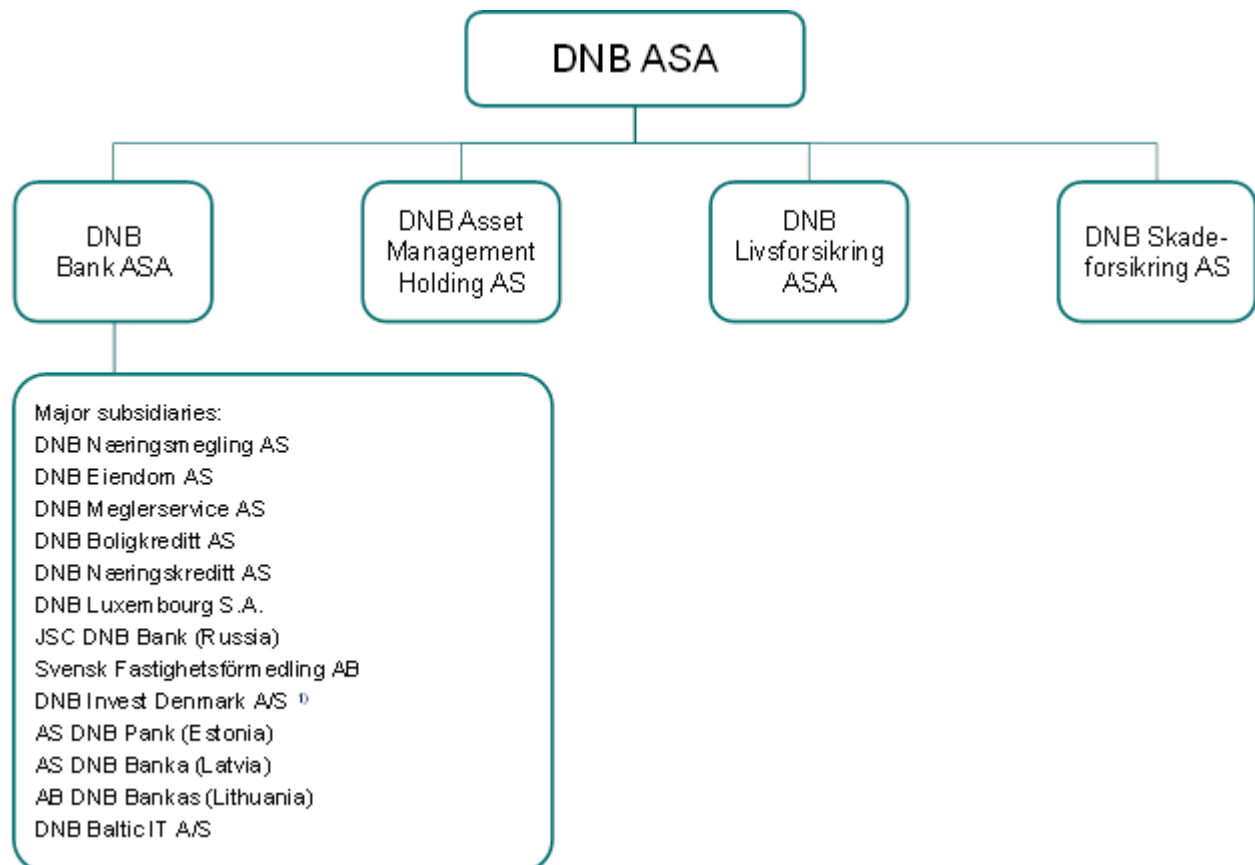 DNB ASA
DNB
Bank ASA
DNB Asset
Management
Holding AS
DNB
Livsforsikring
ASA
DNB Skade-
forsikring AS
Major subsidiaries:
DNB Næringsmegling AS
DNB Eiendom AS
DNB Meglerservice AS
DNB Boligkreditt AS
DNB Næringskreditt AS
DNB Luxembourg S.A.
JSC DNB Bank (Russia)
Svensk Fastighetsförmedling AB
DNB Invest Denmark A/S 1)
AS DNB Pank (Estonia)
AS DNB Banka (Latvia)
AB DNB Bankas (Lithuania)
DNB Baltic IT A/S